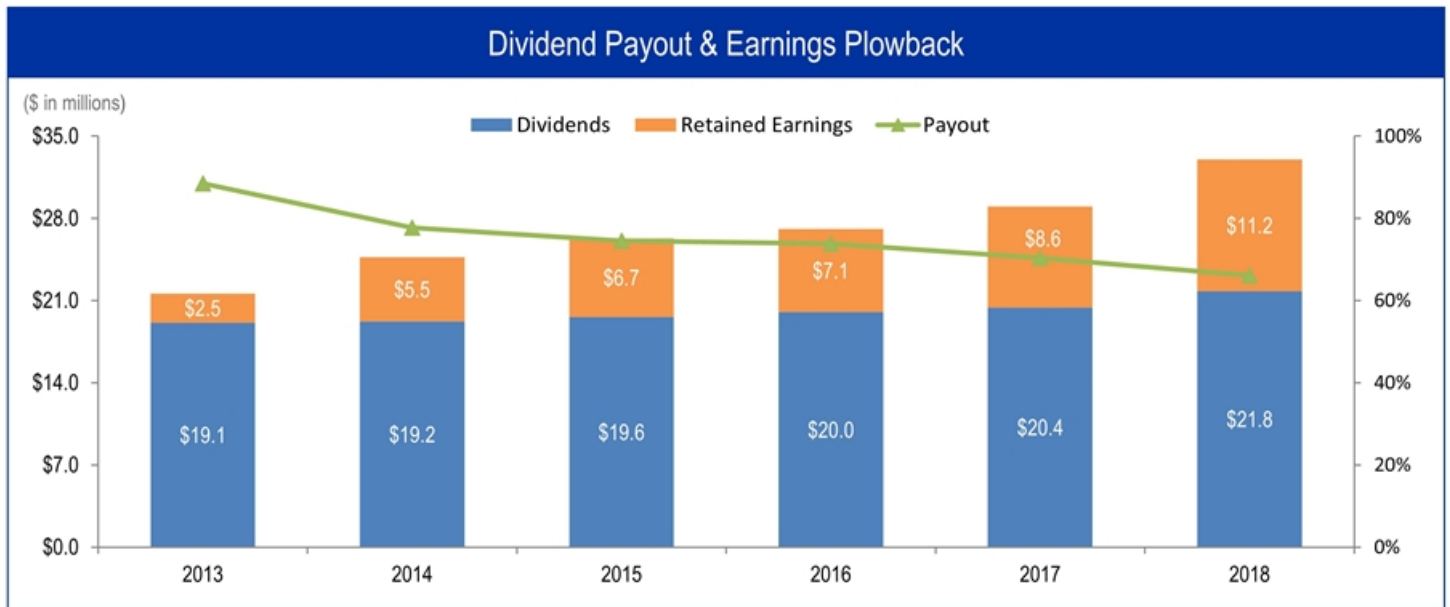 Dividend Payout & Earnings Plowback
($ in millions)
Dividends Retained Earnings Payout
$35.0 100%
$28.0 80%
$21.0 60%
$14.0 40%
$7.0 20%
$0.0 0%
$2.5 $5.5 $6.7 $7.1 $8.6 $11.2
$19.1 $19.2 $19.6 $20.0 $20.4 $21.8
2013 2014 2015 2016 2017 2018